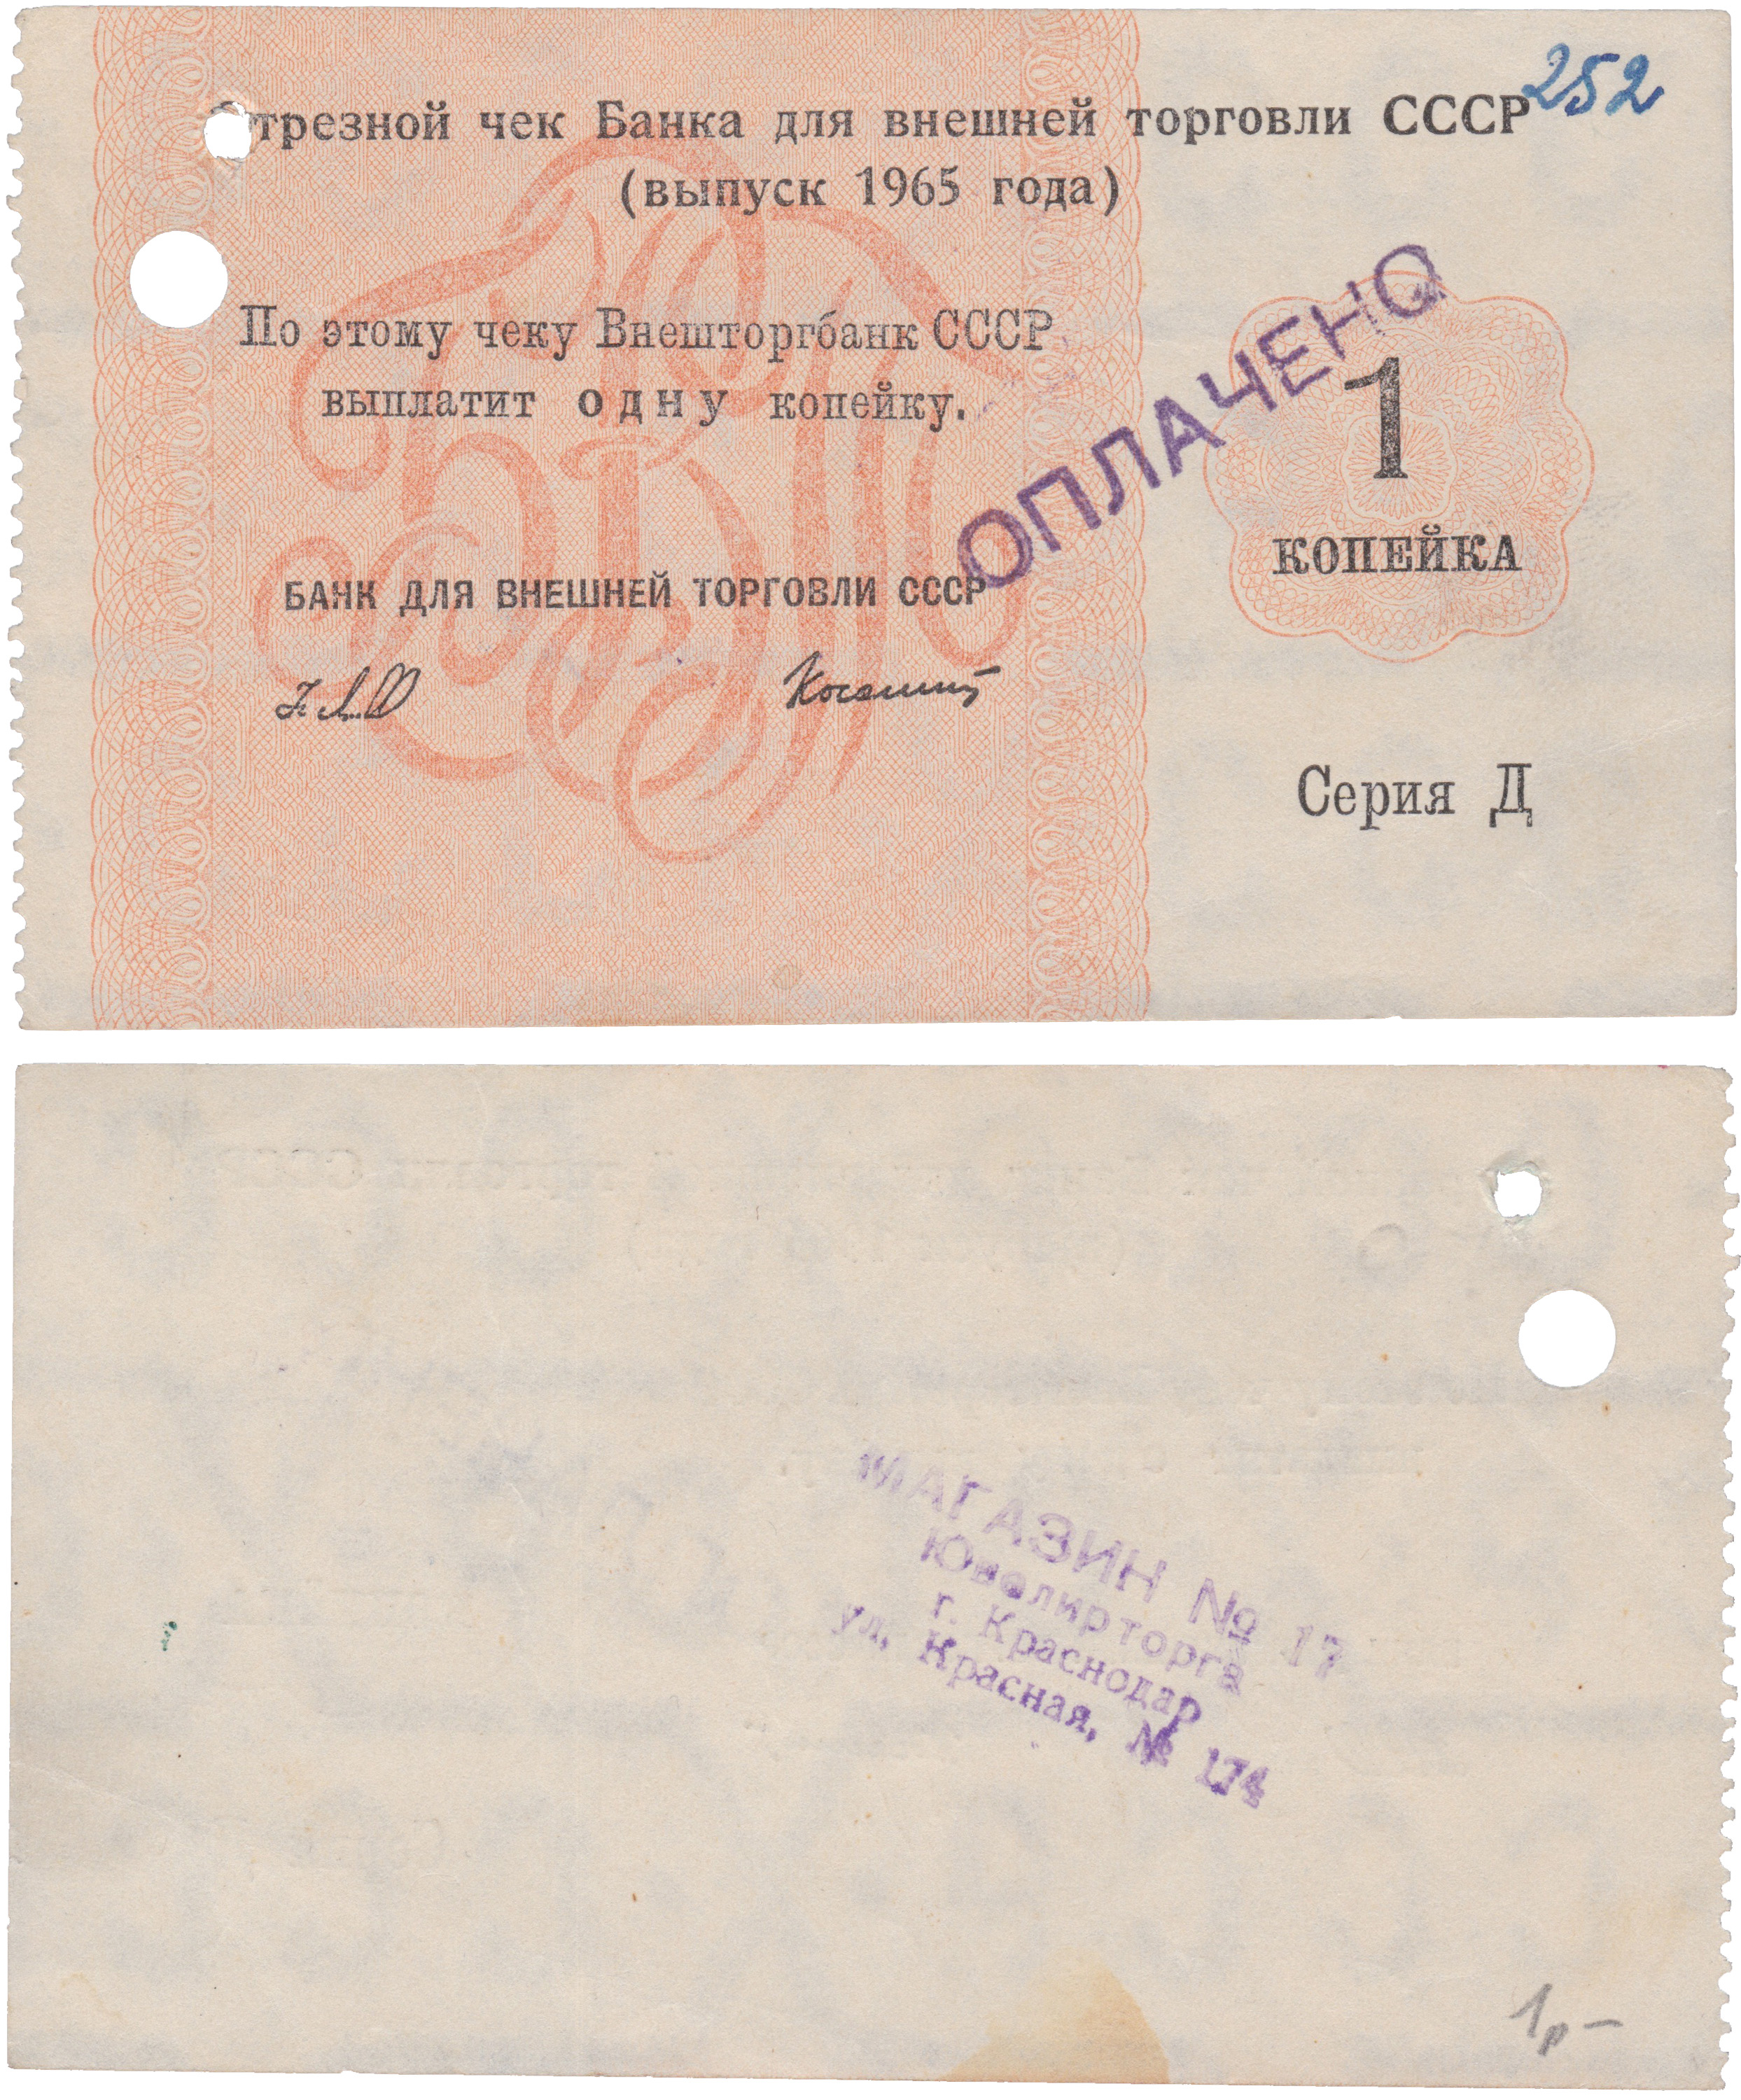 252
Отрезной чек Банка для внешней торговли СССР
(выпуск 1965 года)
По этому чеку Внешторгбанк СССР
выплатит одну копейку.
ОПЛАЧЕНО
1
КОПЕЙКА
БАНК ДЛЯ ВНЕШНЕЙ ТОРГОВЛИ СССР
Серия Д
МАГАЗИН № 17
Ювелирторга
г. Краснодар
ул. Красная, № 174
1р-